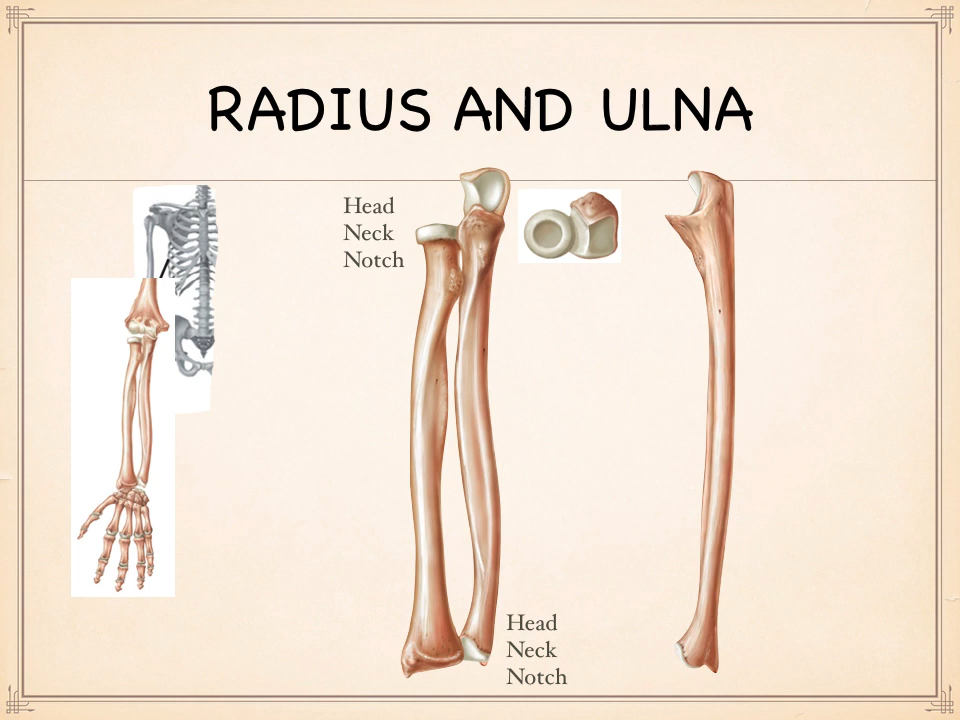 RADIUS AND ULNA
Head
Neck
Notch
Head
Neck
Notch